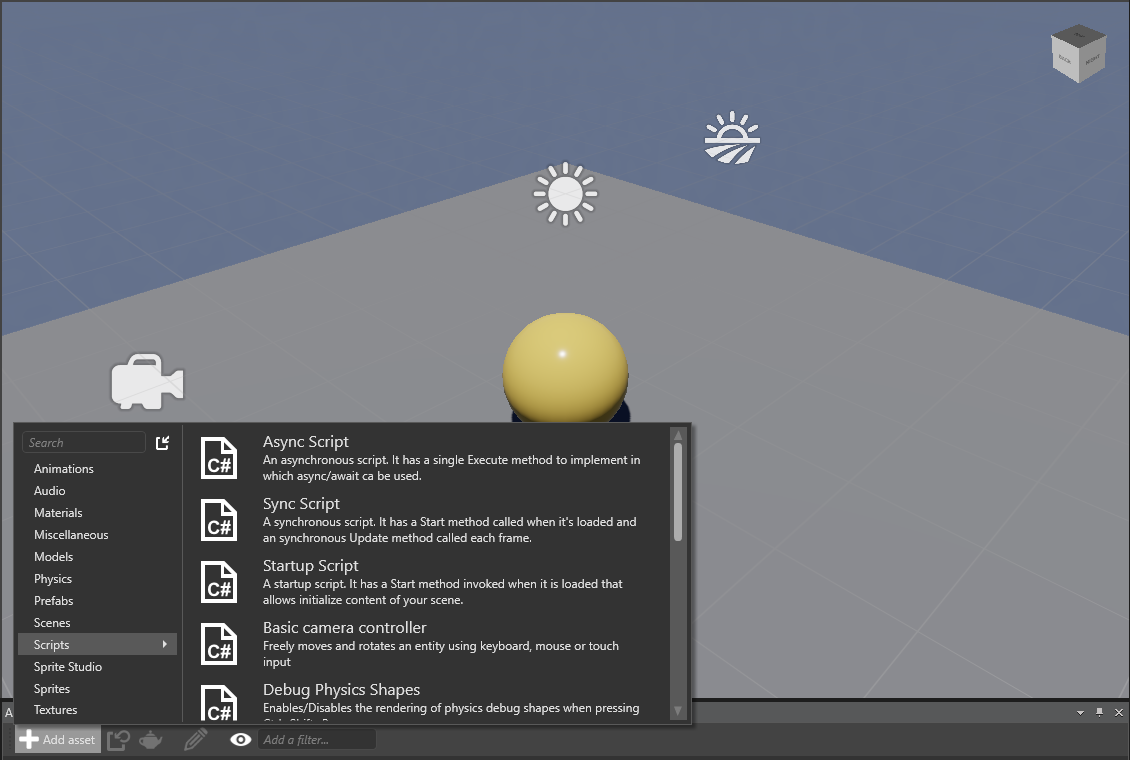 BACK
RIGHT
Search
Animations
Audio
Materials
Miscellaneous
Models
Physics
Prefabs
Scenes
Scripts
Sprite Studio
Sprites
Textures
C# Async Script
An asynchronous script. It has a single Execute method to implement in
which async/await ca be used.
C# Sync Script
A synchronous script. It has a Start method called when it's loaded and
an synchronous Update method called each frame.
C# Startup Script
A startup script. It has a Start method invoked when it is loaded that
allows initialize content of your scene.
C# Basic camera controller
Freely moves and rotates an entity using keyboard, mouse or touch
input
C# Debug Physics Shapes
Enables/Disables the rendering of physics debug shapes when pressing
A
Add asset
Add a filter...